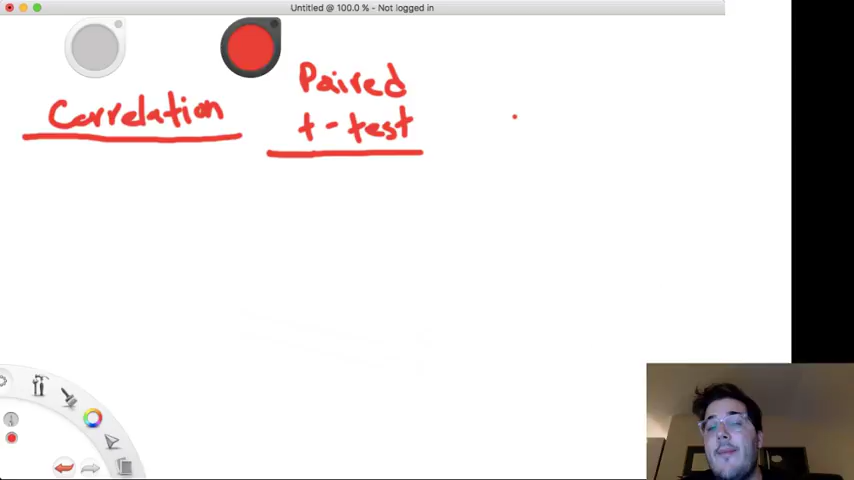 Untitled @ 100.0 % - Not logged in
Correlation
Paired
t-test